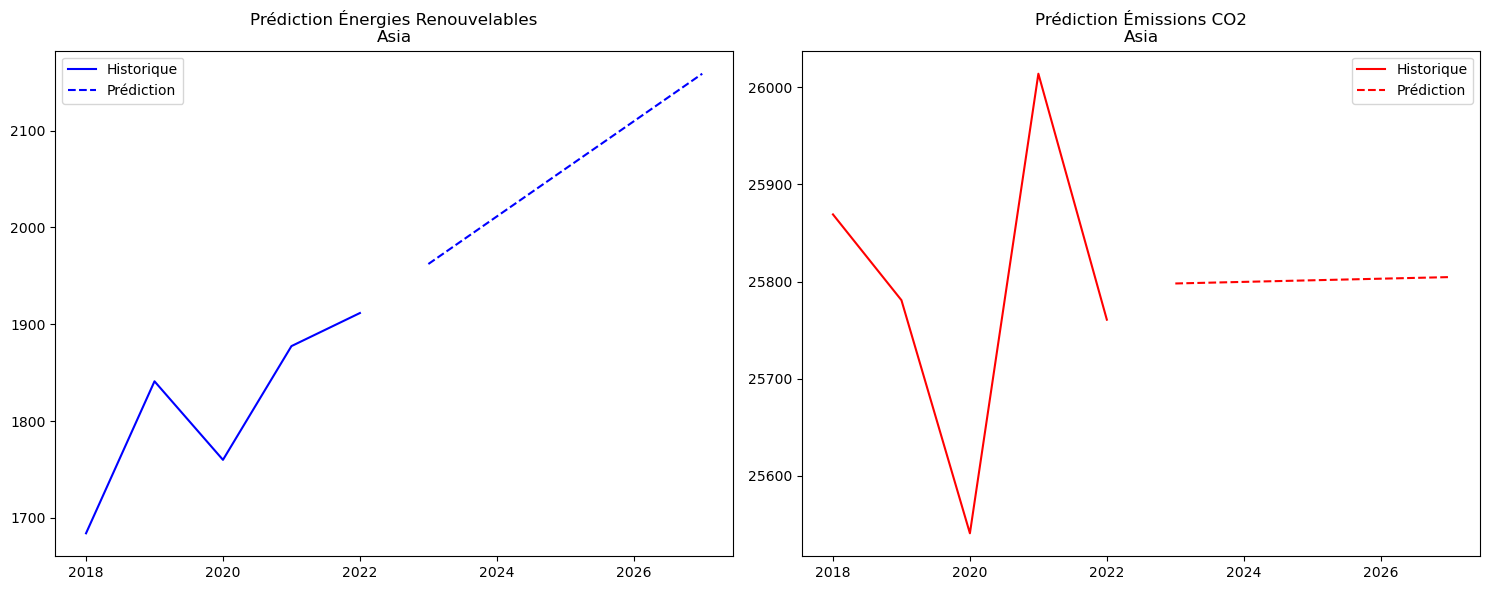 Prédiction Énergies Renouvelables
Asia
Historique
Prédiction
2100
2000
1900
1800
1700
2018 2020 2022 2024 2026
Prédiction Émissions CO2
Asia
Historique
Prédiction
26000
25900
25800
25700
25600
2018 2020 2022 2024 2026